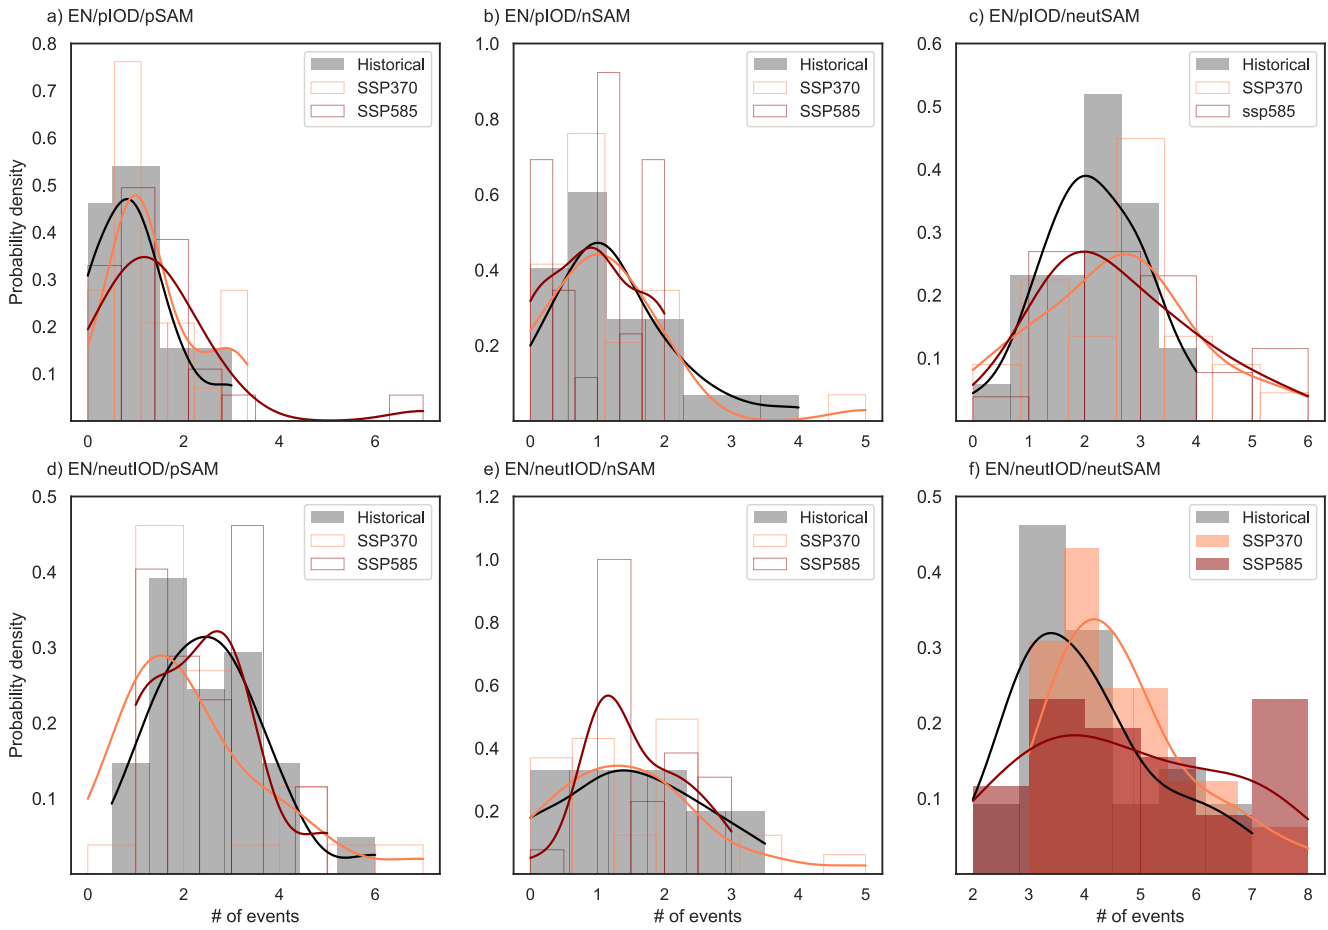 a) EN/pIOD/pSAM
b) EN/pIOD/nSAM
c) EN/pIOD/neutSAM
Probability density
0.8
0.7
0.6
0.5
0.4
0.3
0.2
0.1
0
2
4
6
Historical
SSP370
SSP585
1.0
0.8
0.6
0.4
0.2
0
1
2
3
4
5
Historical
SSP370
SSP585
0.6
0.5
0.4
0.3
0.2
0.1
0
1
2
3
4
5
6
Historical
SSP370
ssp585
d) EN/neutIOD/pSAM
e) EN/neutIOD/nSAM
f) EN/neutIOD/neutSAM
Probability density
0.5
0.4
0.3
0.2
0.1
0
2
4
6
# of events
Historical
SSP370
SSP585
1.2
1.0
0.8
0.6
0.4
0.2
0
1
2
3
4
5
# of events
Historical
SSP370
SSP585
0.5
0.4
0.3
0.2
0.1
2
3
4
5
6
7
8
# of events
Historical
SSP370
SSP585